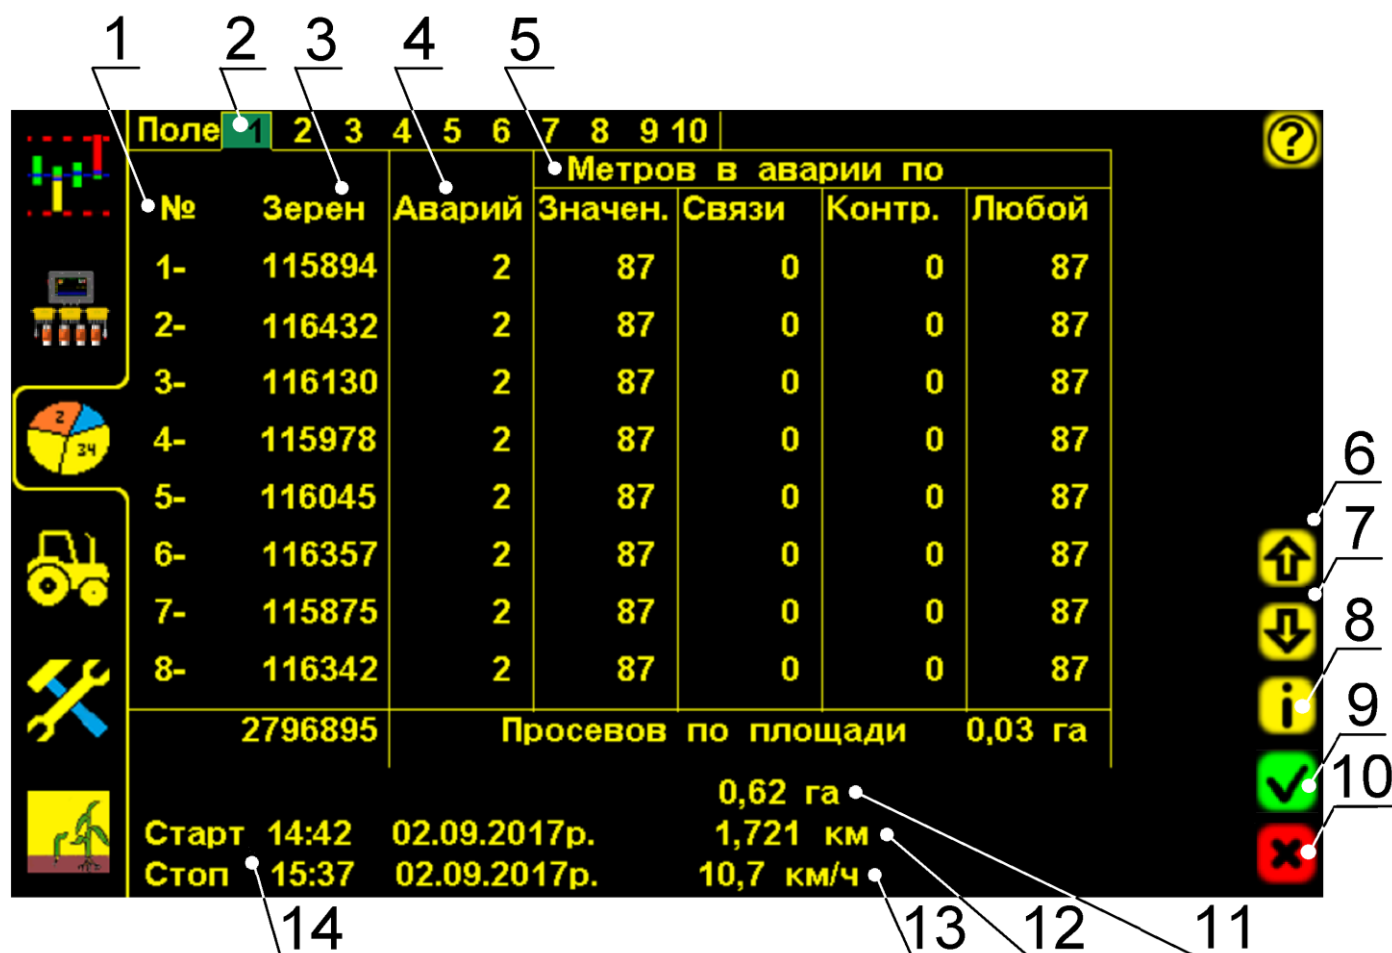 1 2 3 4 5
Поле 1 2 3 4 5 6 7 8 9 10
?
Метров в аварии по
№ Зерен Аварий Значен. Связи Контр. Любой
1- 115894 2 87 0 0 87
2- 116432 2 87 0 0 87
3- 116130 2 87 0 0 87
2
34
4- 115978 2 87 0 0 87
6
5- 116045 2 87 0 0 87
7
6- 116357 2 87 0 0 87
7- 115875 2 87 0 0 87
8
8- 116342 2 87 0 0 87
i
9
2796895 Просевов по площади 0,03 га
10
0,62 га
Старт 14:42 02.09.2017р. 1,721 км
Стоп 15:37 02.09.2017р. 10,7 км/ч
14 13 12 11